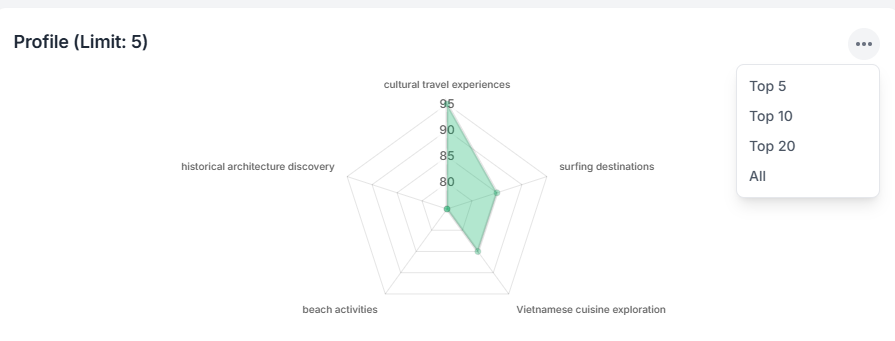 Profile (Limit: 5)
Top 5
Top 10
Top 20
All
cultural travel experiences
95
90
85
80
historical architecture discovery
surfing destinations
beach activities
Vietnamese cuisine exploration